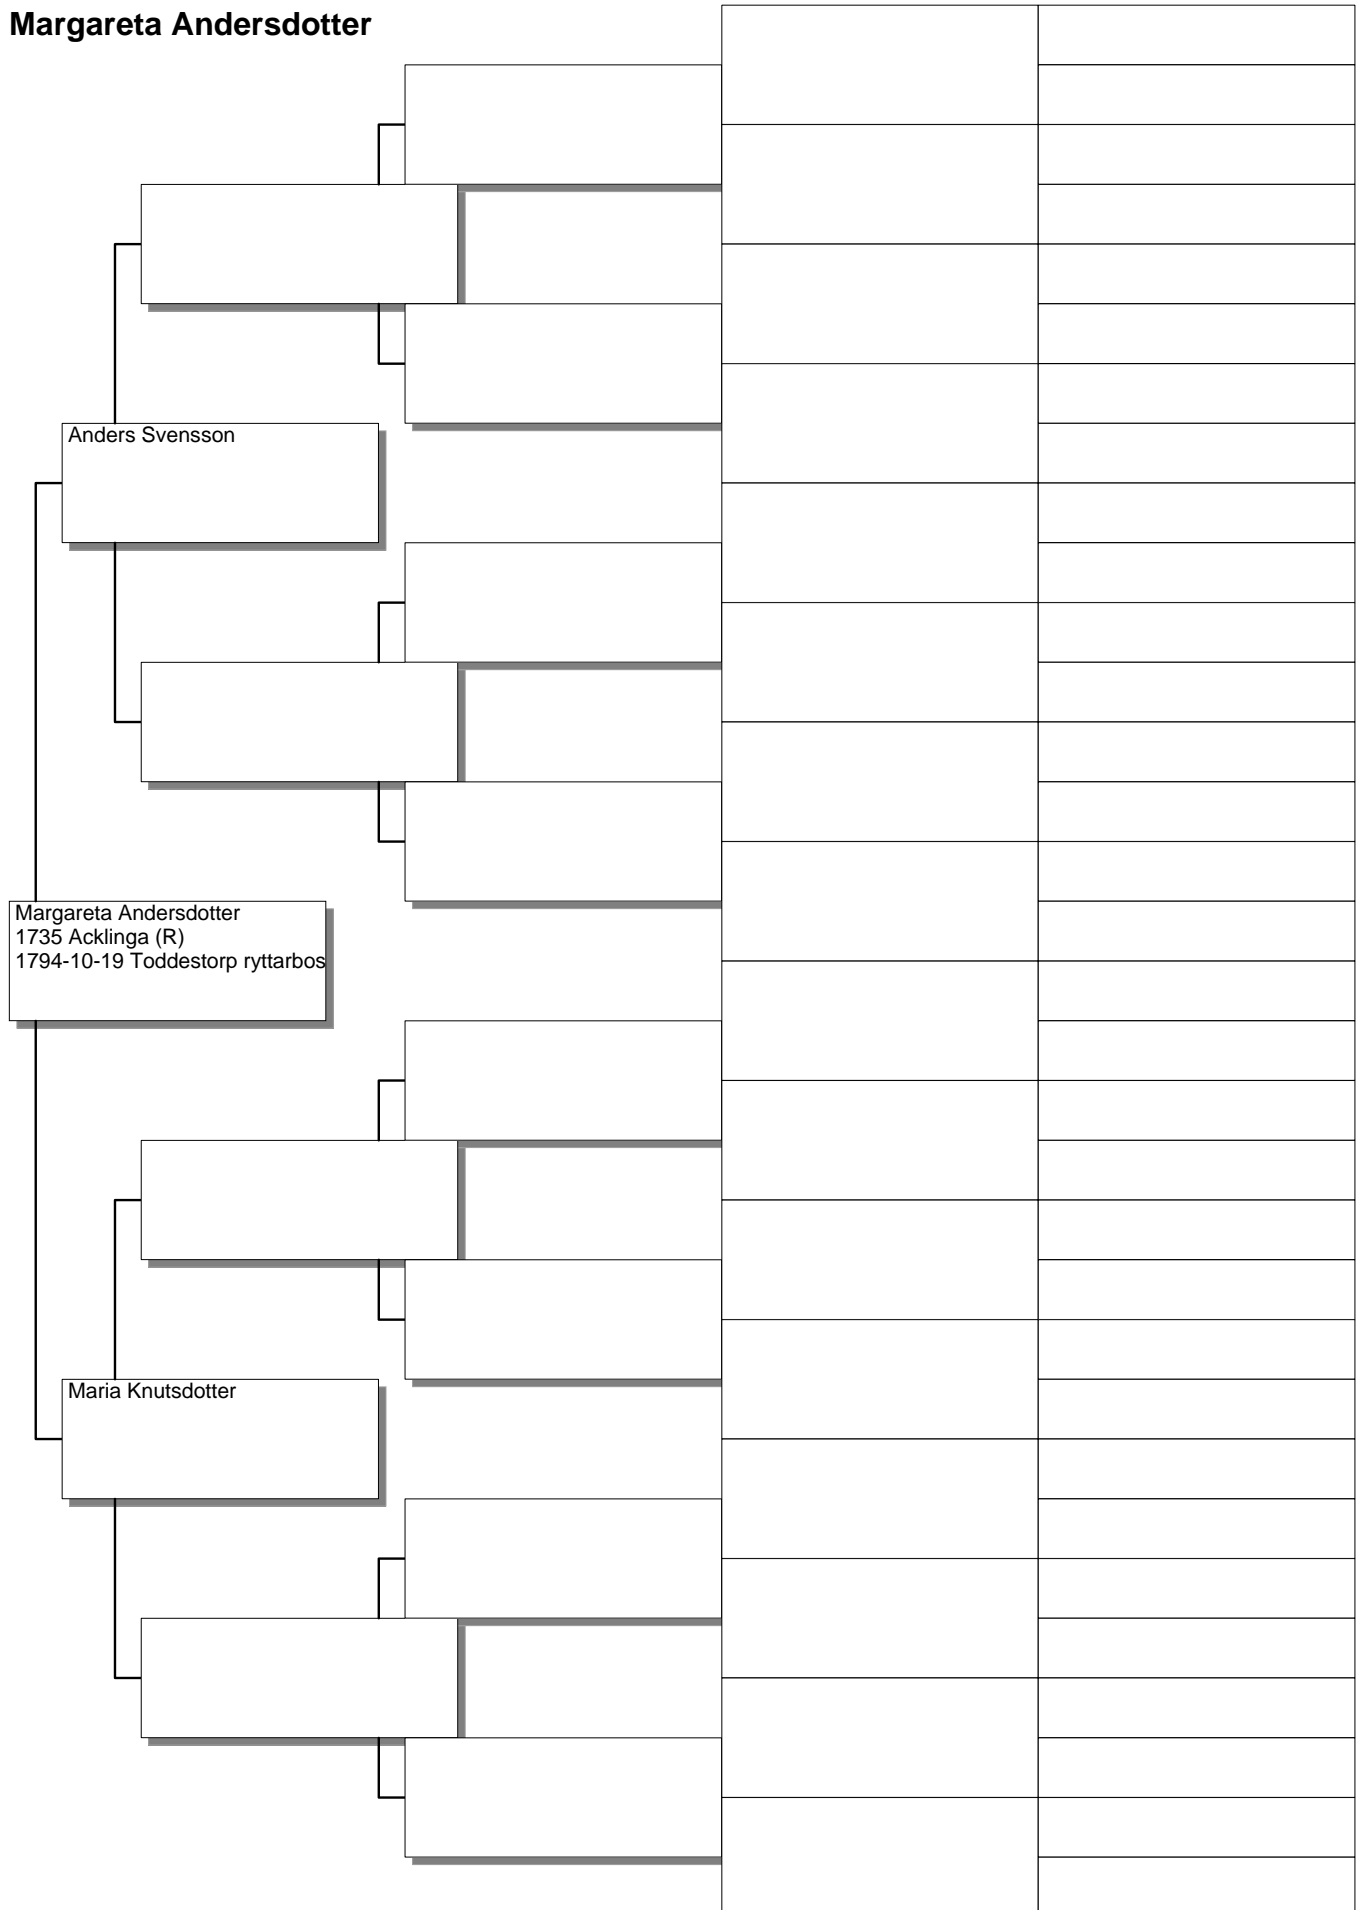 Margareta Andersdotter
Anders Svensson
Margareta Andersdotter
1735 Acklinga (R)
1794-10-19 Toddestorp ryttarbos
Maria Knutsdotter